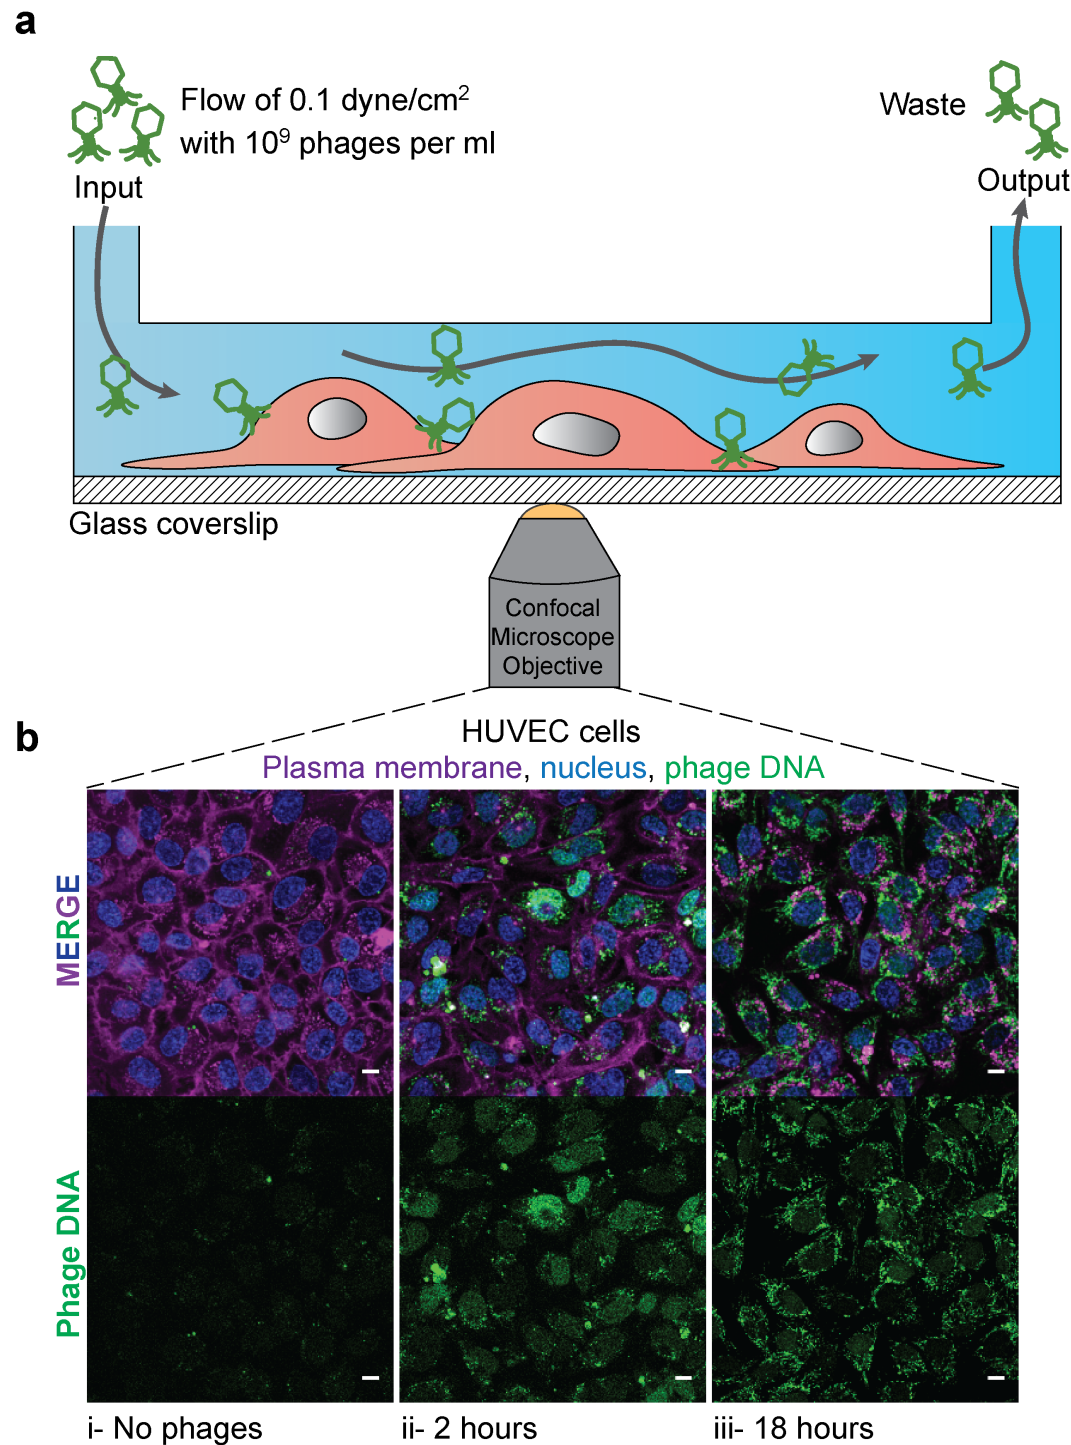 a
Flow of 0.1 dyne/cm²
with 10⁹ phages per ml
Input
Waste
Output
Glass coverslip
Confocal
Microscope
Objective
b
HUVEC cells
Plasma membrane, nucleus, phage DNA
MERGE
Phage DNA
i- No phages
ii- 2 hours
iii- 18 hours